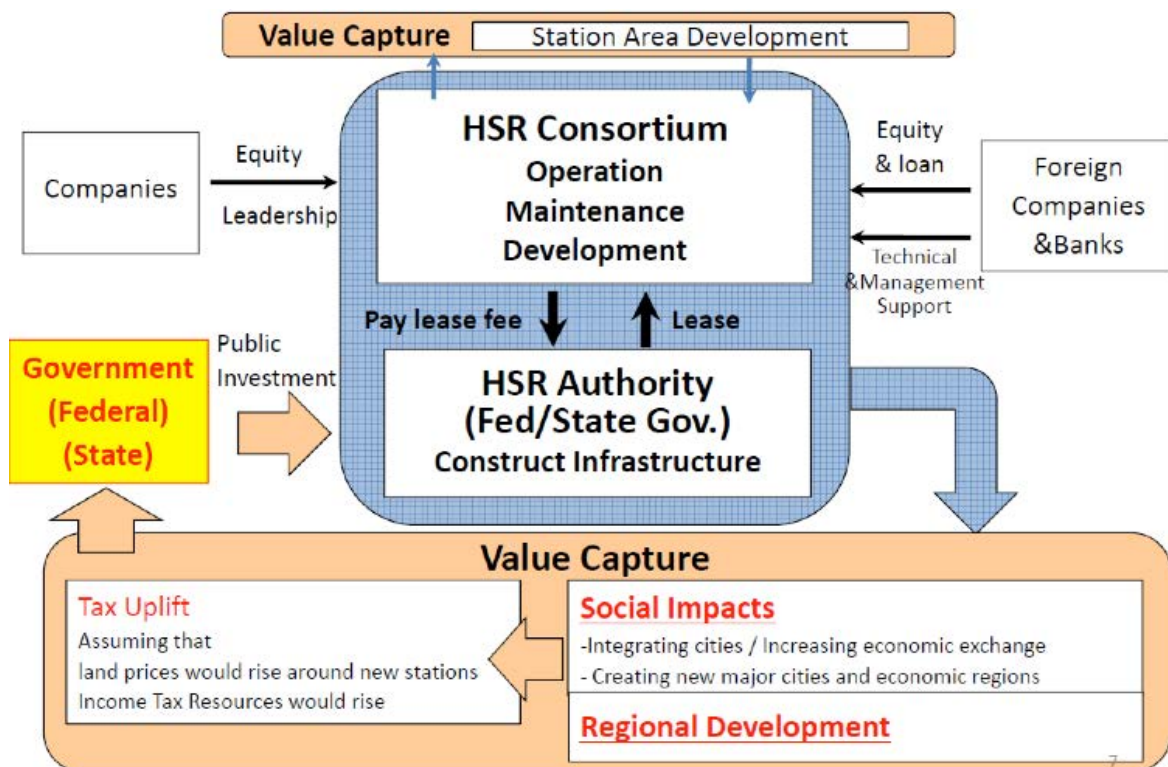 Value Capture Station Area Development
HSR Consortium
Operation
Maintenance
Development
Companies
Equity
Leadership
Equity
& loan
Technical
&Management
Support
Foreign
Companies
&Banks
Pay lease fee
Lease
Government
(Federal)
(State)
Public
Investment
HSR Authority
(Fed/State Gov.)
Construct Infrastructure
Value Capture
Tax Uplift
Assuming that
land prices would rise around new stations
Income Tax Resources would rise
Social Impacts
-Integrating cities / Increasing economic exchange
- Creating new major cities and economic regions
Regional Development
7